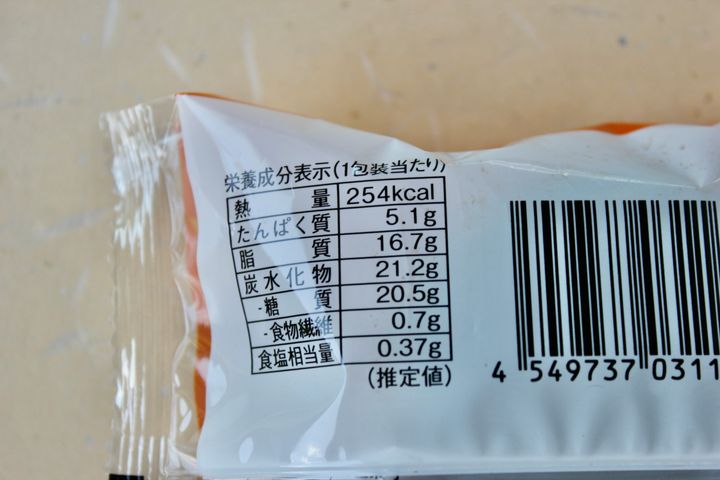 栄養成分表示(1包装当たり)
熱量 254kcal
たんぱく質 5.1g
脂質 16.7g
炭水化物 21.2g
-糖質 20.5g
-食物繊維 0.7g
食塩相当量 0.37g
(推定値)
4 549737 0311